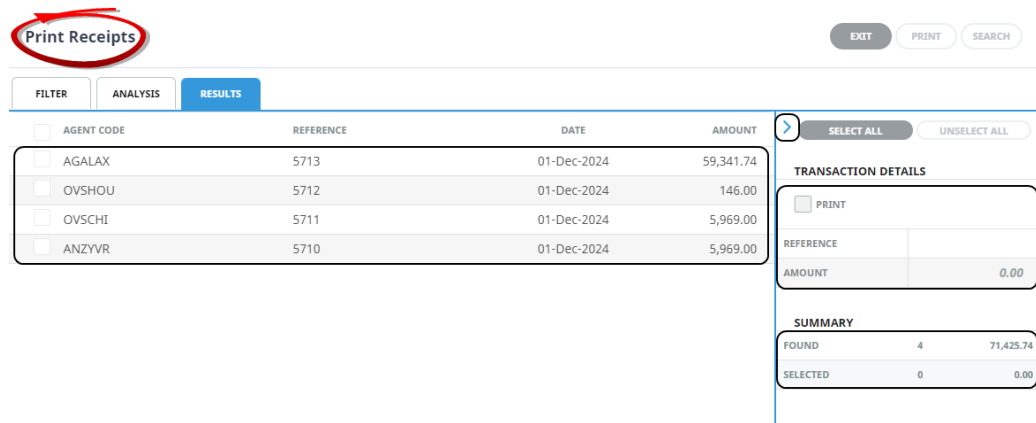 Print Receipts
EXIT PRINT SEARCH
FILTER ANALYSIS RESULTS
AGENT CODE REFERENCE DATE AMOUNT
SELECT ALL UNSELECT ALL
AGALAX 5713 01-Dec-2024 59,341.74
OVSHOU 5712 01-Dec-2024 146.00
OVSCHI 5711 01-Dec-2024 5,969.00
ANZYVR 5710 01-Dec-2024 5,969.00
TRANSACTION DETAILS
PRINT
REFERENCE
AMOUNT 0.00
SUMMARY
FOUND 4 71,425.74
SELECTED 0 0.00